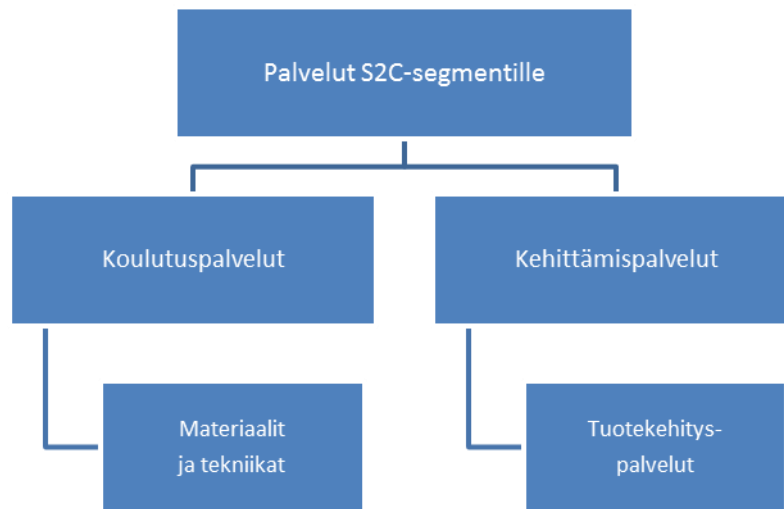 Palvelut S2C-segmentille
Koulutuspalvelut
Kehittämispalvelut
Materiaalit
ja tekniikat
Tuotekehitys-
palvelut